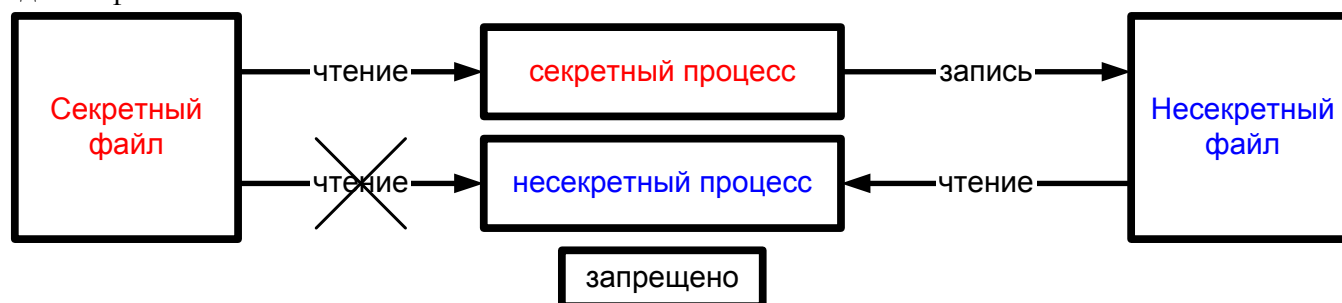 чтение
секретный процесс
запись
Секретный
файл
Несекретный
файл
чтение
несекретный процесс
чтение
запрещено